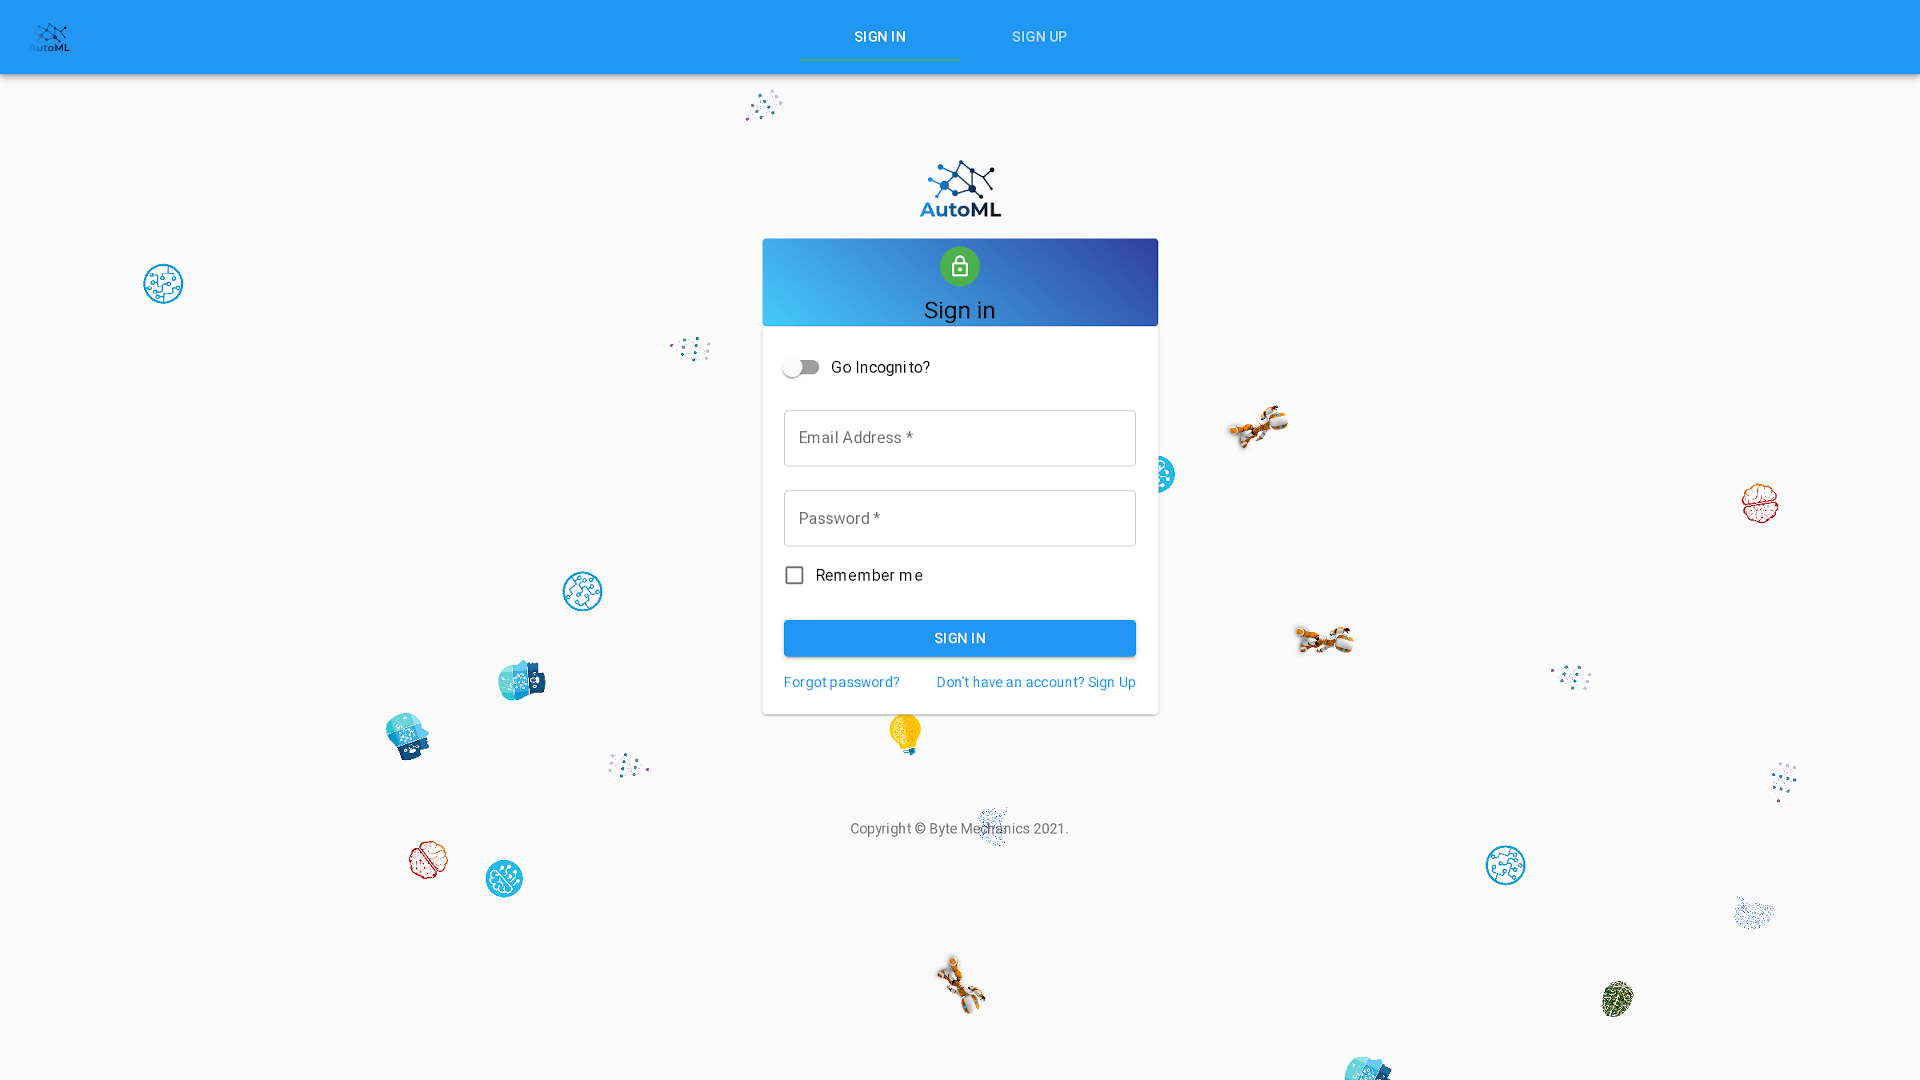 AutoML
SIGN IN
SIGN UP
AutoML
Sign in
Go Incognito?
Email Address *
Password *
Remember me
SIGN IN
Forgot password?
Don't have an account? Sign Up
Copyright © Byte Mechanics 2021.